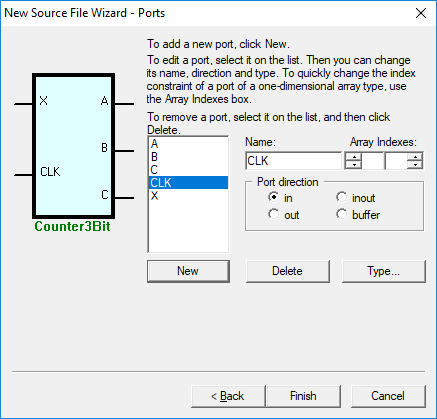 New Source File Wizard - Ports
To add a new port, click New.
To edit a port, select it on the list. Then you can change
its name, direction and type. To quickly change the index
constraint of a port of a one-dimensional array type, use
the Array Indexes box.
To remove a port, select it on the list, and then click
Delete.
X
A
B
CLK
C
Counter3Bit
A
B
C
CLK
X
Name:
Array Indexes:
CLK
Port direction
in
inout
out
buffer
New
Delete
Type...
< Back
Finish
Cancel